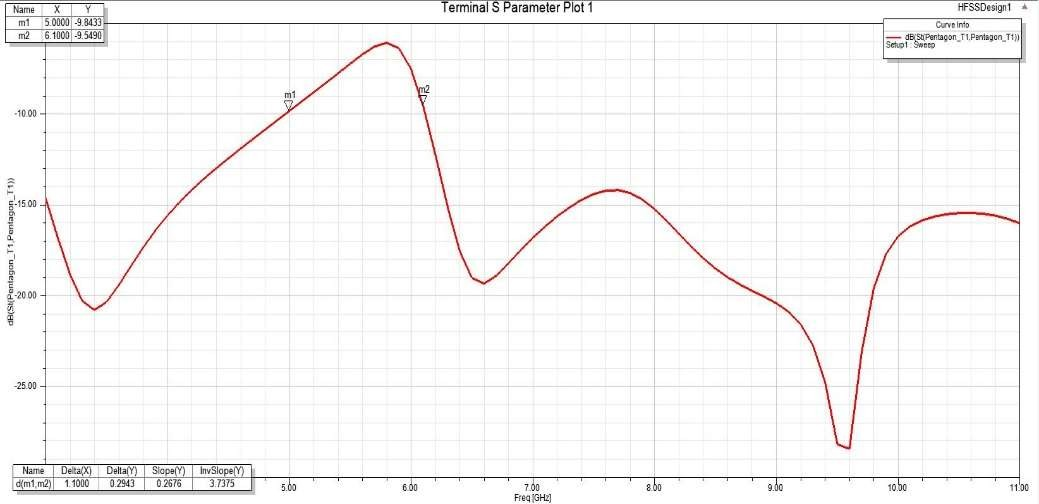 Terminal S Parameter Plot 1
HFSSDesign1
Name X Y
m1 5.0000 -9.8433
m2 6.1000 -9.5490
Curve Info
dB(St(Pentagon_T1,Pentagon_T1))
Setup1 : Sweep
m1
m2
-10.00
-15.00
-20.00
-25.00
dB(St(Pentagon_T1,Pentagon_T1))
Name Delta(X) Delta(Y) Slope(Y) InvSlope(Y)
d(m1,m2) 1.1000 0.2943 0.2676 3.7375
5.00 6.00 7.00 8.00 9.00 10.00 11.00
Freq [GHz]